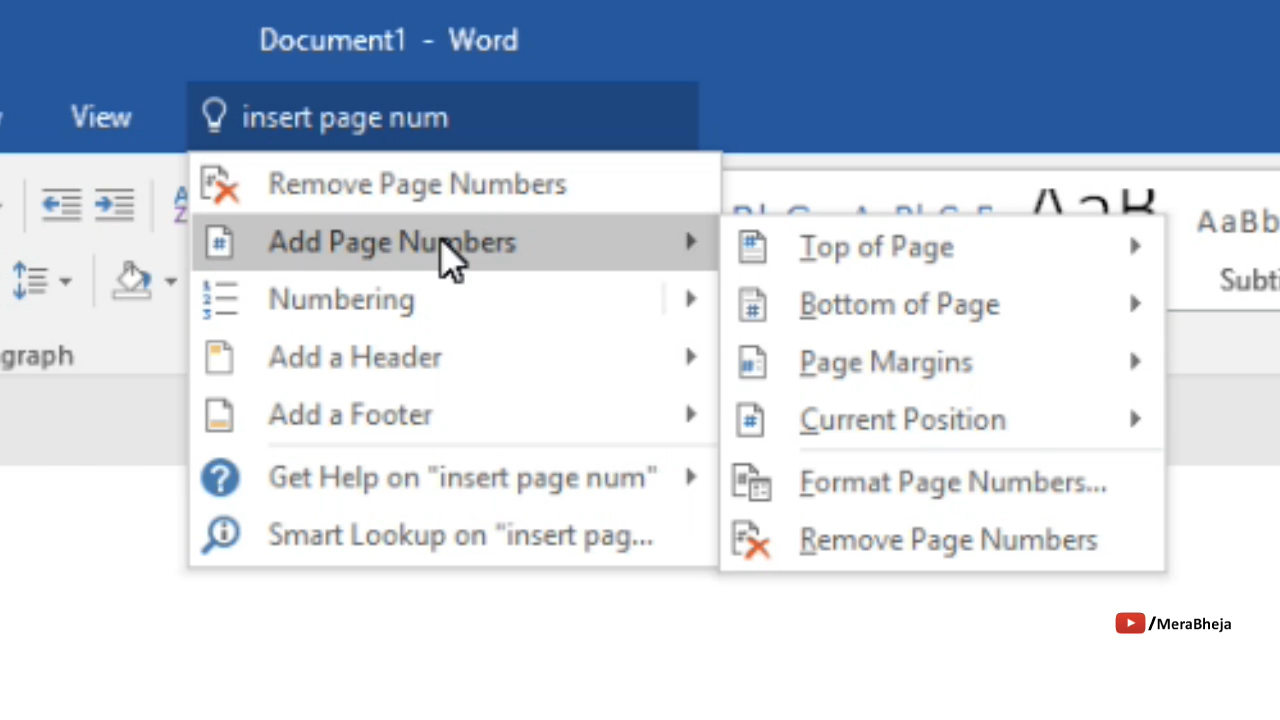 Document1 - Word
View
insert page num
Remove Page Numbers
Add Page Numbers
Numbering
Add a Header
Add a Footer
Get Help on "insert page num"
Smart Lookup on "insert pag...
Top of Page
Bottom of Page
Page Margins
Current Position
Format Page Numbers...
Remove Page Numbers
AaBb
Subti
graph
/MeraBheja